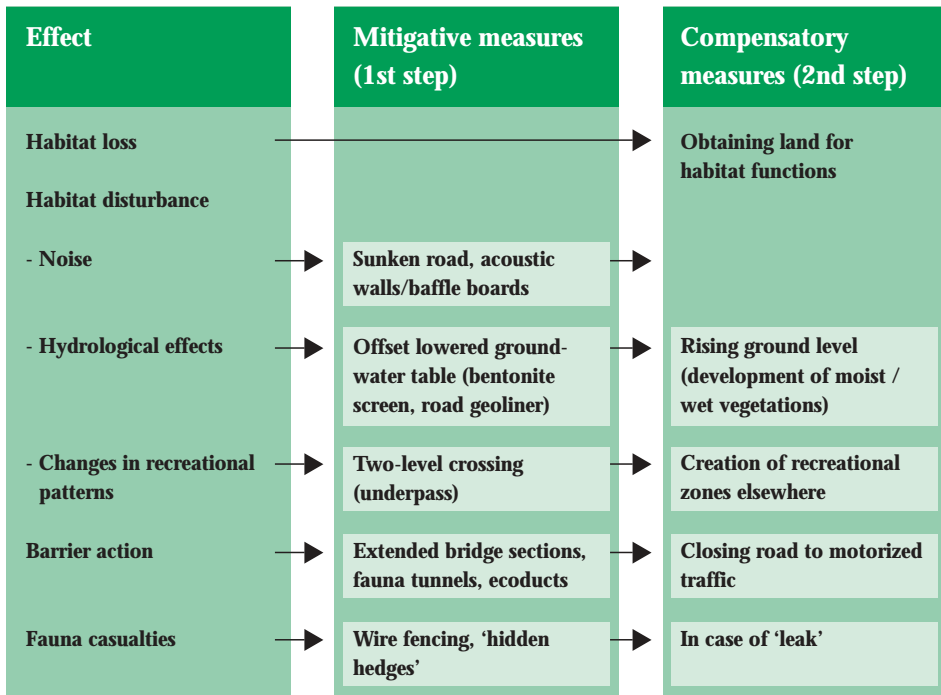 Effect
Mitigative measures
(1st step)
Compensatory
measures (2nd step)
Habitat loss
Obtaining land for
habitat functions
Habitat disturbance
- Noise
Sunken road, acoustic
walls/baffle boards
- Hydrological effects
Offset lowered ground-
water table (bentonite
screen, road geoliner)
Rising ground level
(development of moist /
wet vegetations)
- Changes in recreational
patterns
Two-level crossing
(underpass)
Creation of recreational
zones elsewhere
Barrier action
Extended bridge sections,
fauna tunnels, ecoducts
Closing road to motorized
traffic
Fauna casualties
Wire fencing, ‘hidden
hedges’
In case of ‘leak’